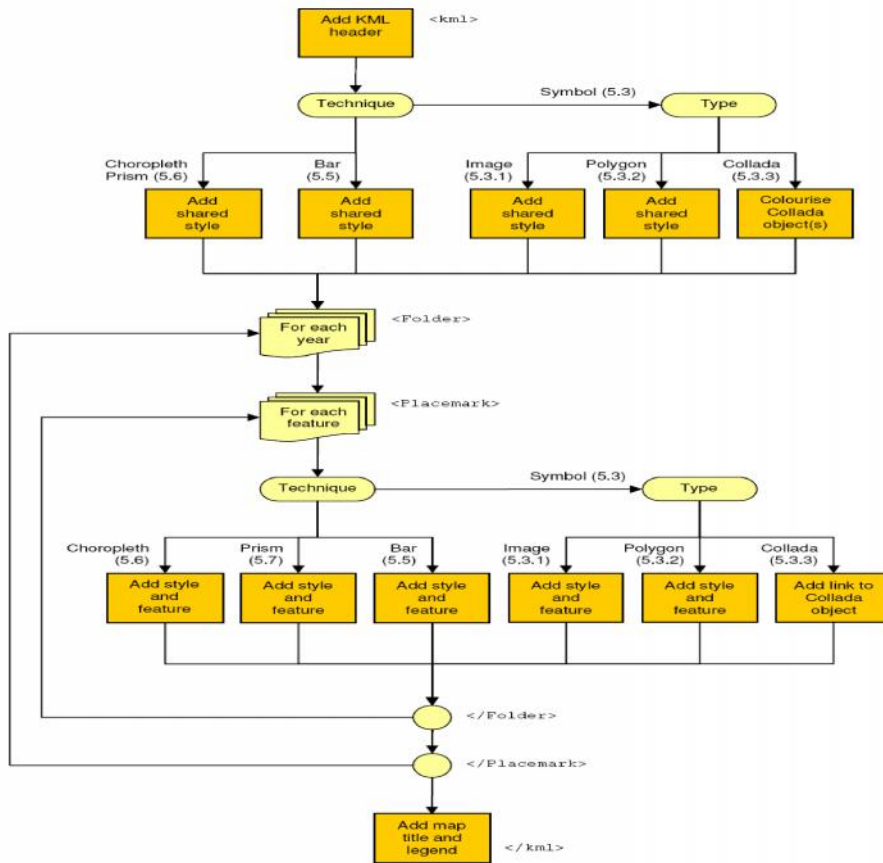 Add KML
header
<kml>
Technique
Symbol (5.3)
Type
Choropleth
Prism (5.6)
Bar
(5.5)
Image
(5.3.1)
Polygon
(5.3.2)
Collada
(5.3.3)
Add
shared
style
Add
shared
style
Add
shared
style
Add
shared
style
Colourise
Collada
object(s)
For each
year
<Folder>
For each
feature
<Placemark>
Technique
Symbol (5.3)
Type
Choropleth
(5.6)
Prism
(5.7)
Bar
(5.5)
Image
(5.3.1)
Polygon
(5.3.2)
Collada
(5.3.3)
Add style
and
feature
Add style
and
feature
Add style
and
feature
Add style
and
feature
Add style
and
feature
Add link to
Collada
object
</Folder>
</Placemark>
Add map
title and
legend
</kml>